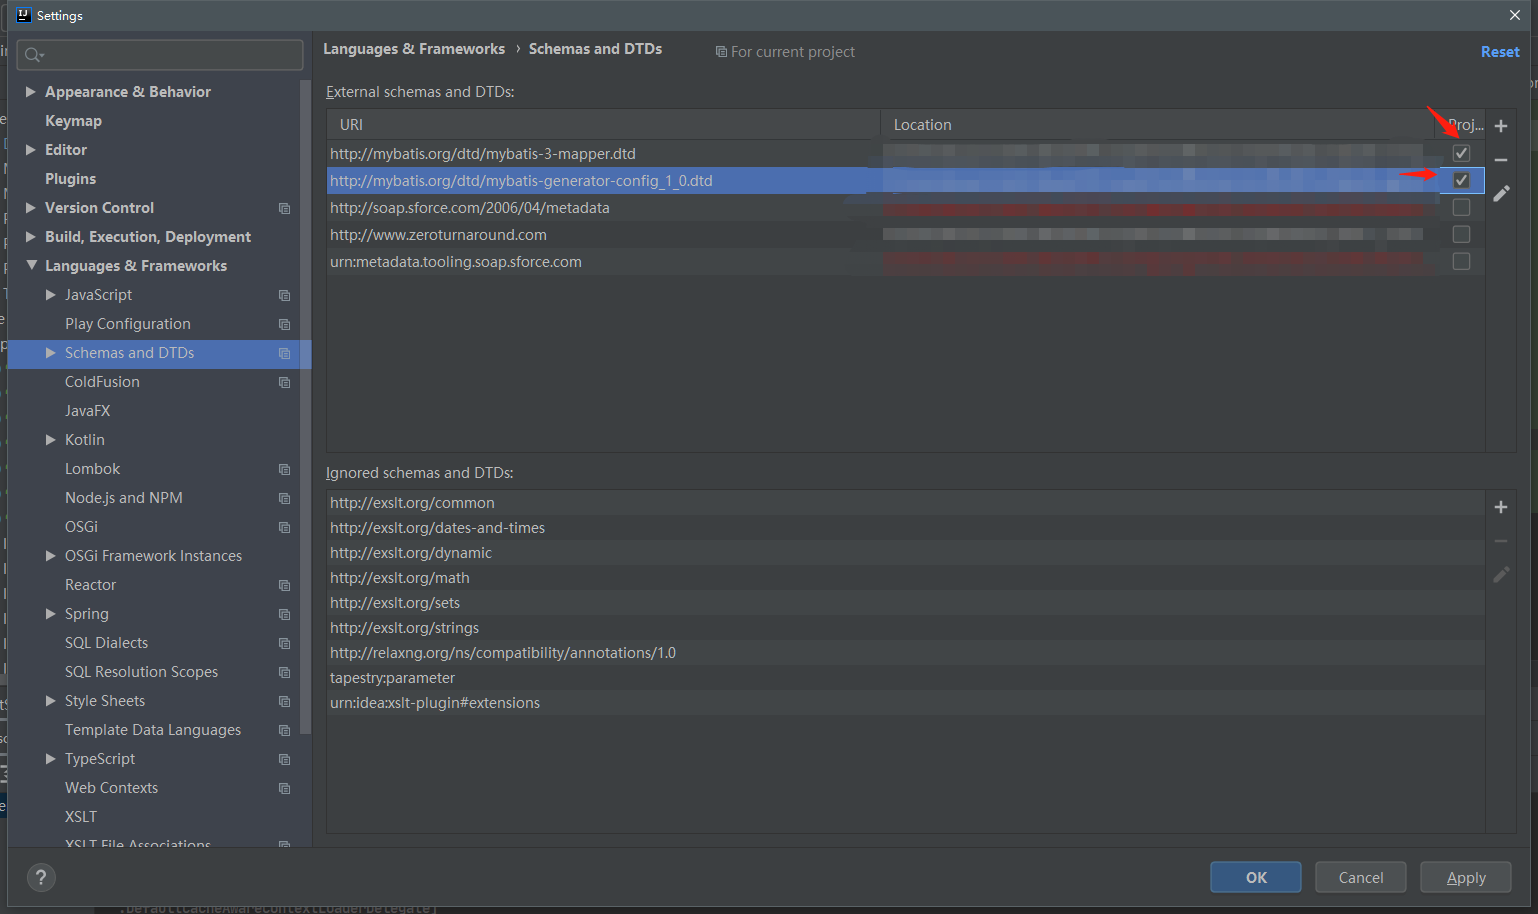 Settings
Languages & Frameworks › Schemas and DTDs
For current project
Reset
Appearance & Behavior
Keymap
Editor
Plugins
Version Control
Build, Execution, Deployment
Languages & Frameworks
JavaScript
Play Configuration
Schemas and DTDs
ColdFusion
JavaFX
Kotlin
Lombok
Node.js and NPM
OSGi
OSGi Framework Instances
Reactor
Spring
SQL Dialects
SQL Resolution Scopes
Style Sheets
Template Data Languages
TypeScript
Web Contexts
XSLT
XSLT File Associations
External schemas and DTDs:
URI Location Proj...
http://mybatis.org/dtd/mybatis-3-mapper.dtd
http://mybatis.org/dtd/mybatis-generator-config_1_0.dtd
http://soap.sforce.com/2006/04/metadata
http://www.zeroturnaround.com
urn:metadata.tooling.soap.sforce.com
Ignored schemas and DTDs:
http://exslt.org/common
http://exslt.org/dates-and-times
http://exslt.org/dynamic
http://exslt.org/math
http://exslt.org/sets
http://exslt.org/strings
http://relaxng.org/ns/compatibility/annotations/1.0
tapestry:parameter
urn:idea:xslt-plugin#extensions
?
OK
Cancel
Apply